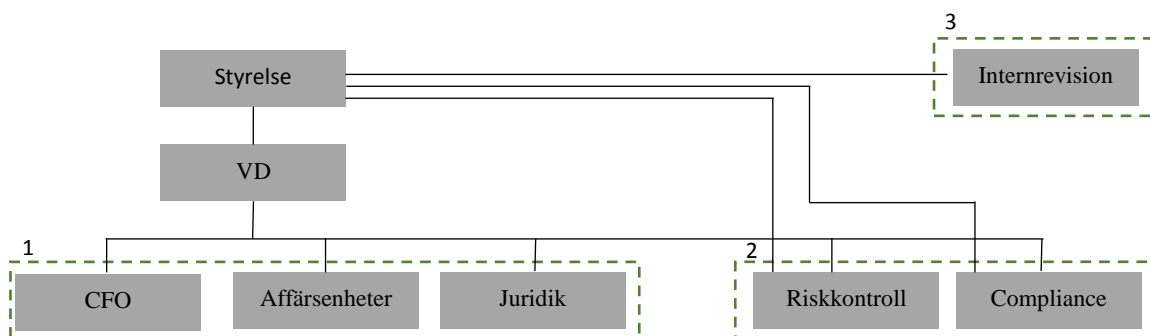 3
Styrelse
Internrevision
VD
1
2
CFO
Affärsenheter
Juridik
Riskkontroll
Compliance